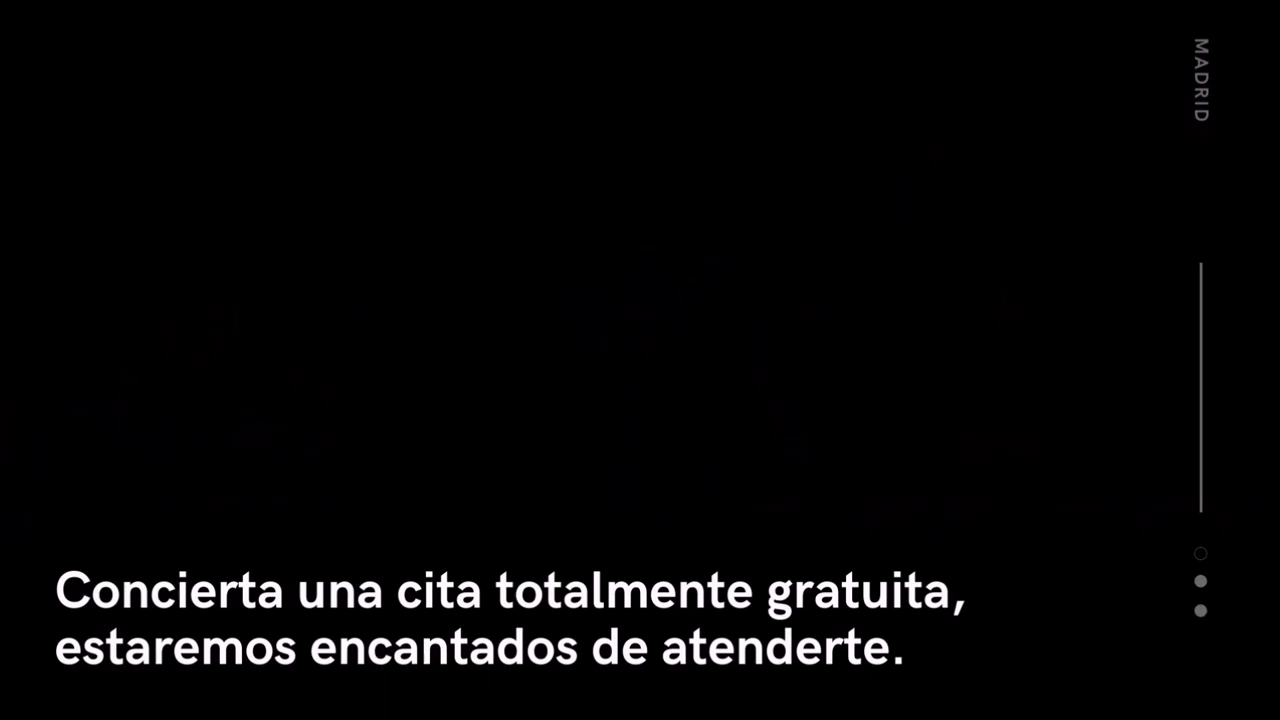 MADRID
Concierta una cita totalmente gratuita,
estaremos encantados de atenderte.